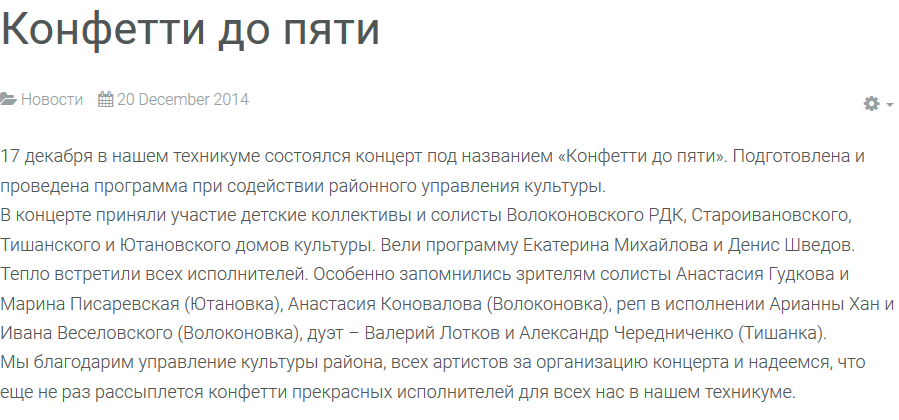 Конфетти до пяти
Новости 20 December 2014
17 декабря в нашем техникуме состоялся концерт под названием «Конфетти до пяти». Подготовлена и
проведена программа при содействии районного управления культуры.
В концерте приняли участие детские коллективы и солисты Волоконовского РДК, Староивановского,
Тишанского и Ютановского домов культуры. Вели программу Екатерина Михайлова и Денис Шведов.
Тепло встретили всех исполнителей. Особенно запомнились зрителям солисты Анастасия Гудкова и
Марина Писаревская (Ютановка), Анастасия Коновалова (Волоконовка), реп в исполнении Арианны Хан и
Ивана Веселовского (Волоконовка), дуэт – Валерий Лотков и Александр Чередниченко (Тишанка).
Мы благодарим управление культуры района, всех артистов за организацию концерта и надеемся, что
еще не раз рассыплется конфетти прекрасных исполнителей для всех нас в нашем техникуме.